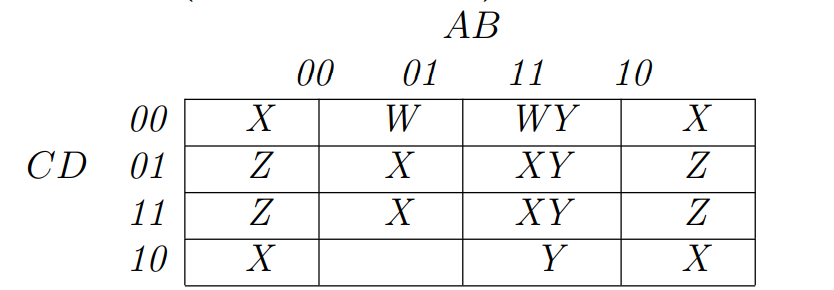 AB
00 01 11 10
00 X W WY X
CD 01 Z X XY Z
11 Z X XY Z
10 X Y X